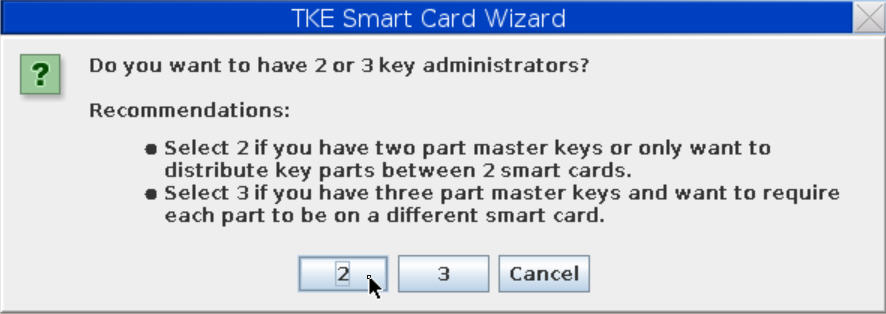 TKE Smart Card Wizard
?
Do you want to have 2 or 3 key administrators?
Recommendations:
● Select 2 if you have two part master keys or only want to
distribute key parts between 2 smart cards.
● Select 3 if you have three part master keys and want to require
each part to be on a different smart card.
2 3 Cancel